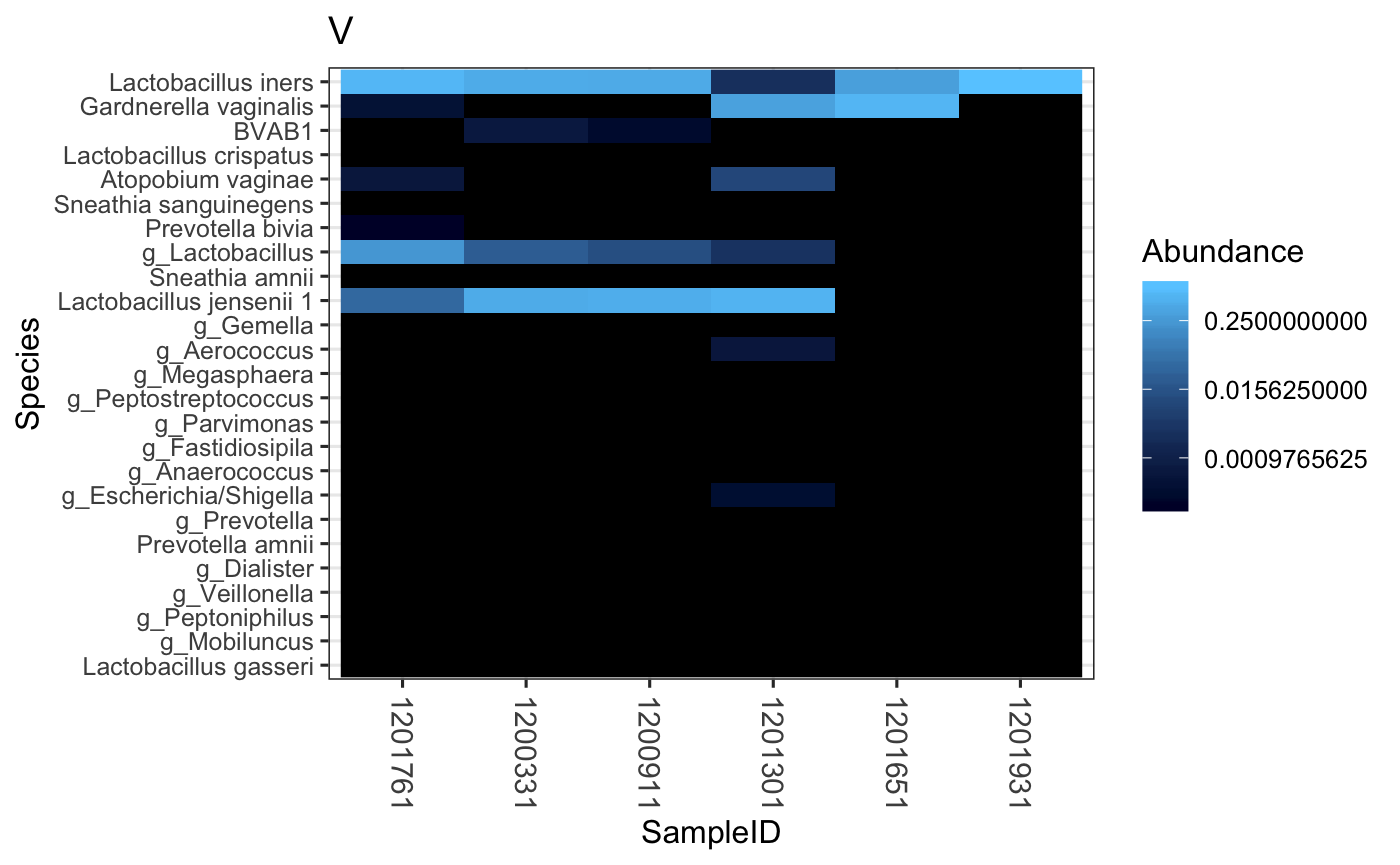 V
Lactobacillus iners
Gardnerella vaginalis
BVAB1
Lactobacillus crispatus
Atopobium vaginae
Sneathia sanguinegens
Prevotella bivia
g_Lactobacillus
Sneathia amnii
Lactobacillus jensenii 1
g_Gemella
g_Aerococcus
g_Megasphaera
g_Peptostreptococcus
g_Parvimonas
g_Fastidiosipila
g_Anaerococcus
g_Escherichia/Shigella
g_Prevotella
Prevotella amnii
g_Dialister
g_Veillonella
g_Peptoniphilus
g_Mobiluncus
Lactobacillus gasseri
Species
1201761
1200331
1200911
1201301
1201651
1201931
SampleID
Abundance
0.2500000000
0.0156250000
0.0009765625